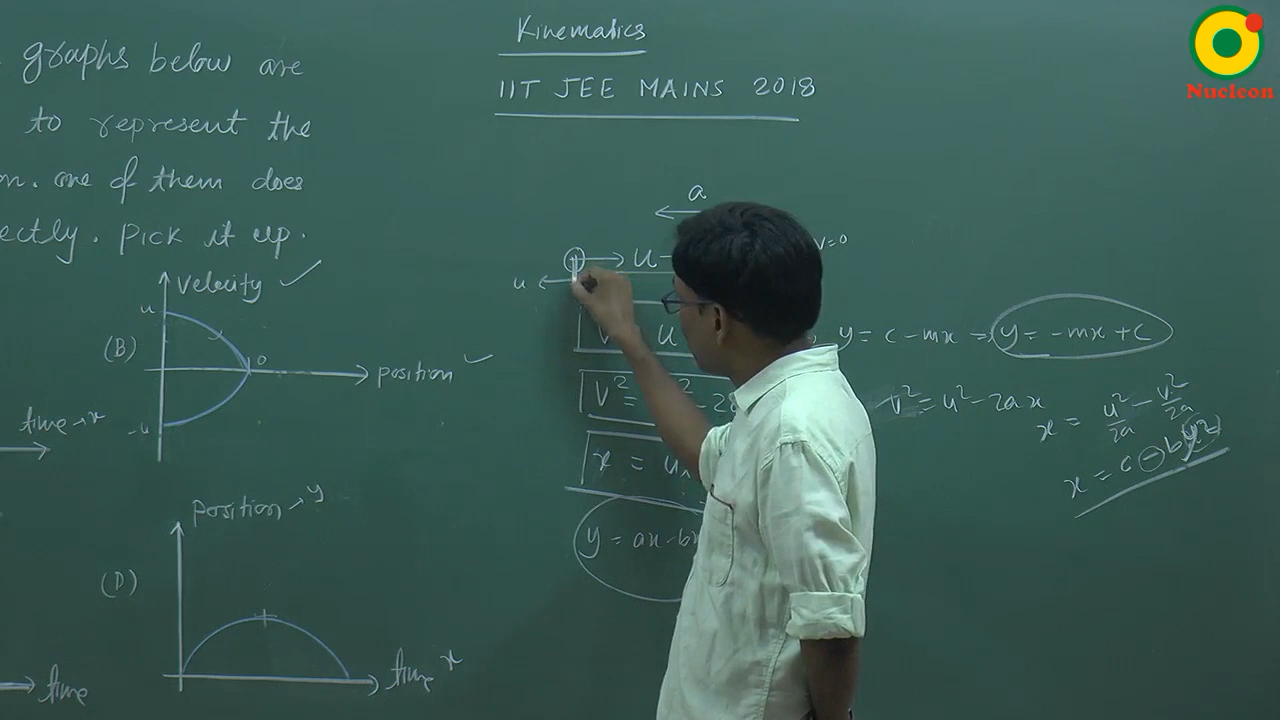 Kinematics
IIT JEE MAINS 2018
Nucleon
graphs below are
to represent the
one of them does
Pick it up.
Velocity ✓
u
(B)
0
position ✓
-u
time → x
Position → y
(D)
time x
time
a
u
v=0
u
V u
y = c - mx ⇒ y = -mx + c
V² =
x = u
y = ax - bx
v² = u² - 2ax
x = u²/2a - v²/2a
x = c - by²